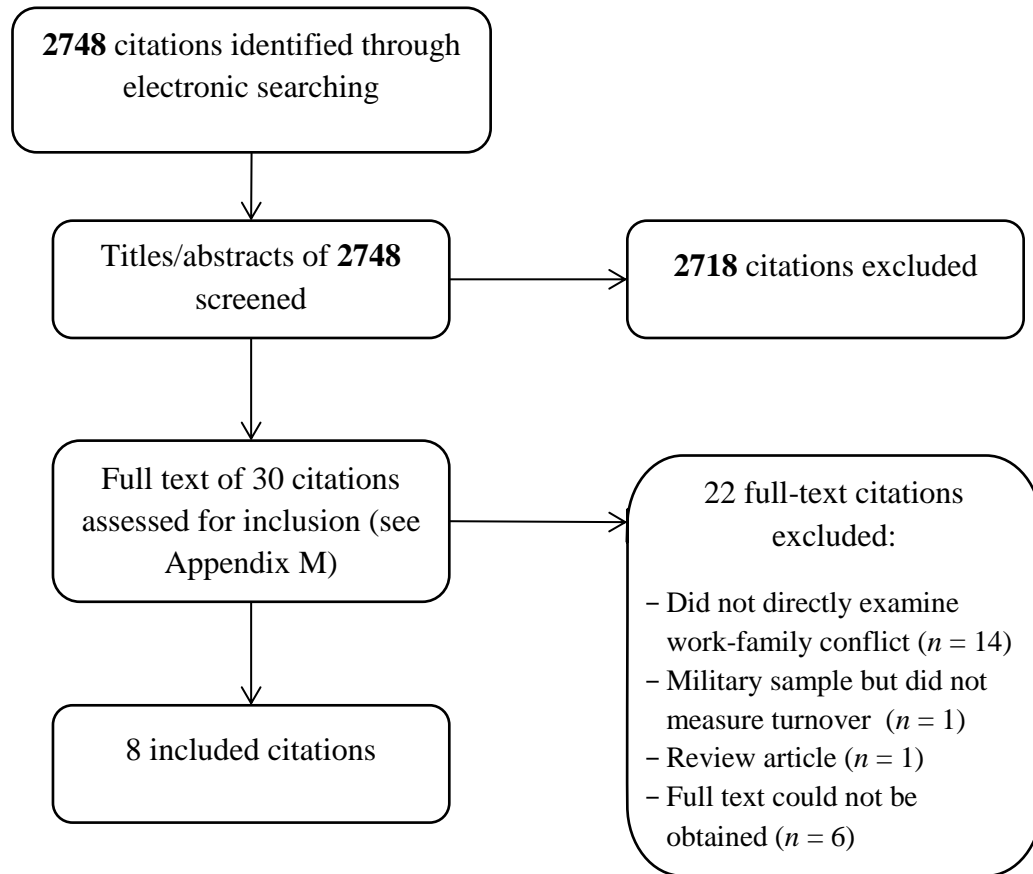 2748 citations identified through
electronic searching
Titles/abstracts of 2748
screened
2718 citations excluded
Full text of 30 citations
assessed for inclusion (see
Appendix M)
22 full-text citations
excluded:
- Did not directly examine
work-family conflict (n = 14)
- Military sample but did not
measure turnover (n = 1)
- Review article (n = 1)
- Full text could not be
obtained (n = 6)
8 included citations